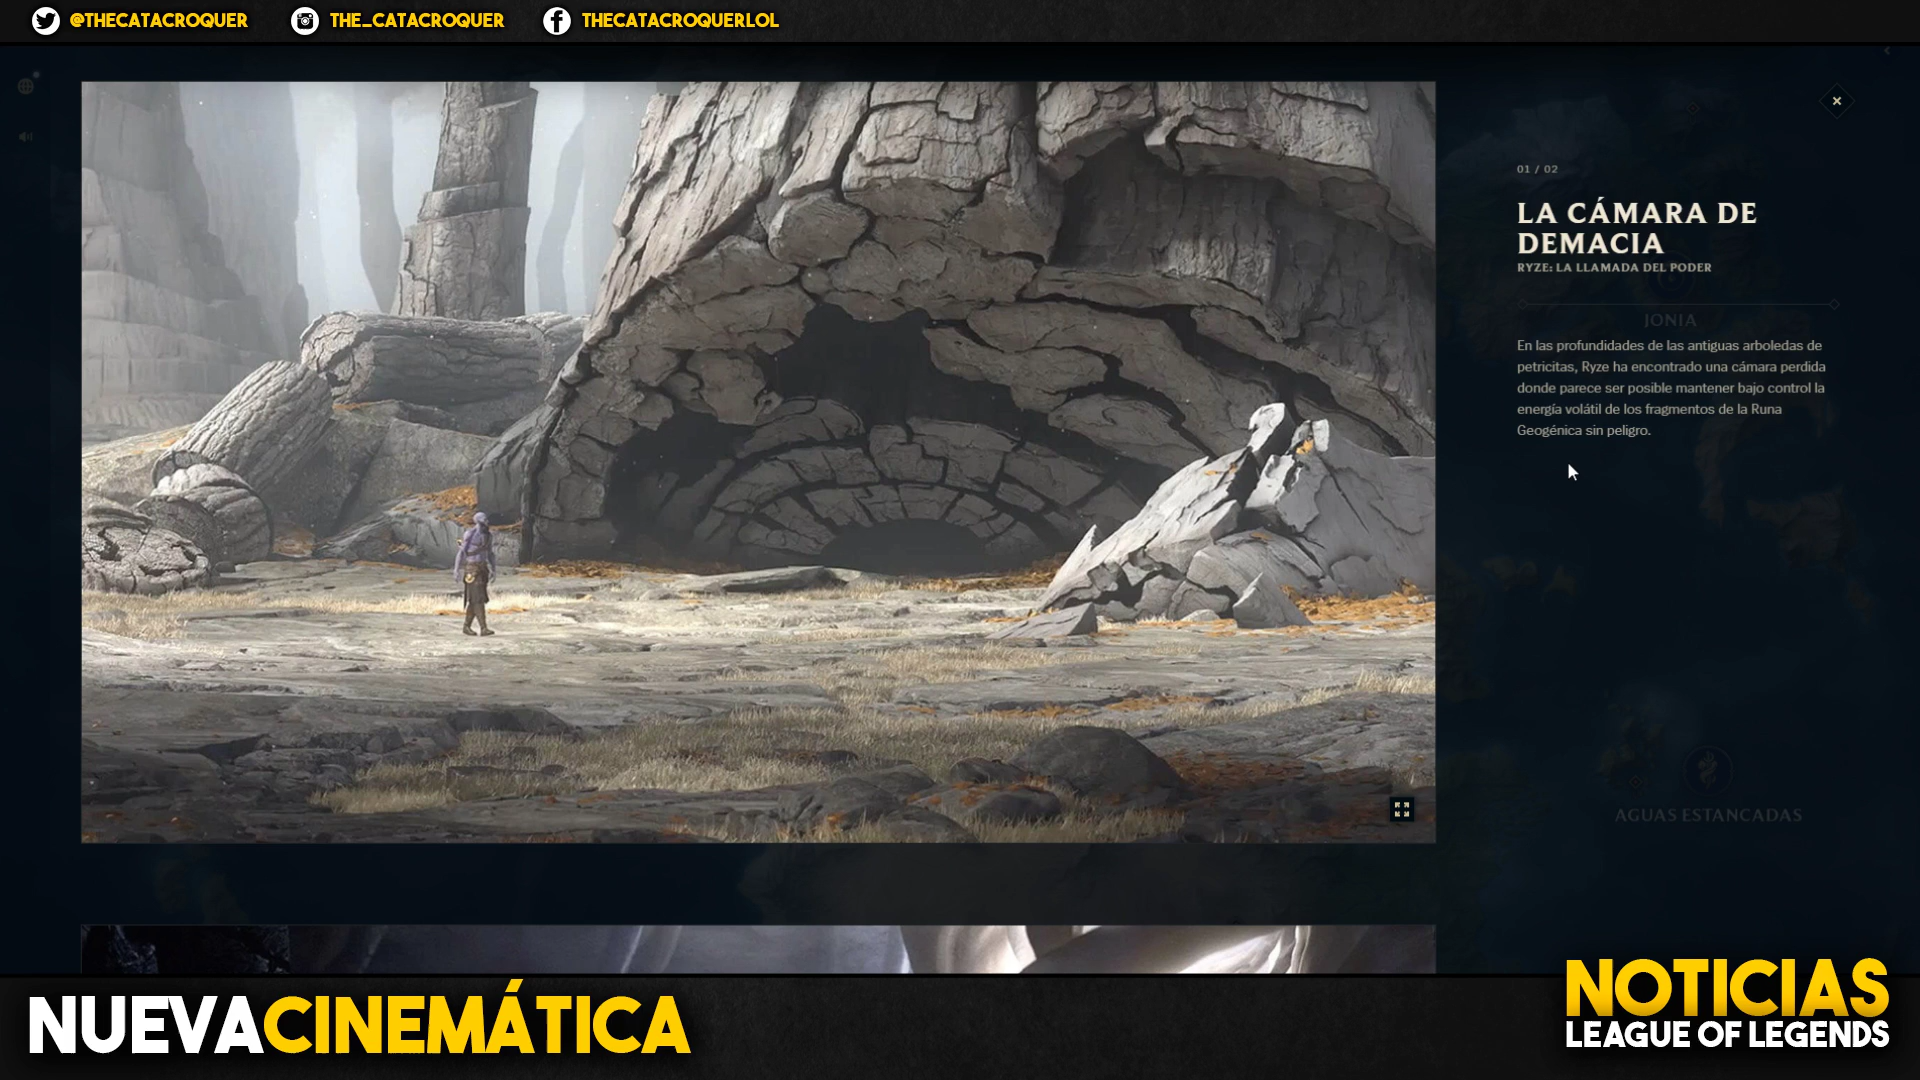 @THECATACROQUER
THE_CATACROQUER
THECATACROQUERLOL
01 / 02
LA CÁMARA DE
DEMACIA
RYZE: LA LLAMADA DEL PODER
JONIA
En las profundidades de las antiguas arboledas de
petricitas, Ryze ha encontrado una cámara perdida
donde parece ser posible mantener bajo control la
energía volátil de los fragmentos de la Runa
Geogénica sin peligro.
AGUAS ESTANCADAS
NUEVACINEMÁTICA
NOTICIAS
LEAGUE OF LEGENDS